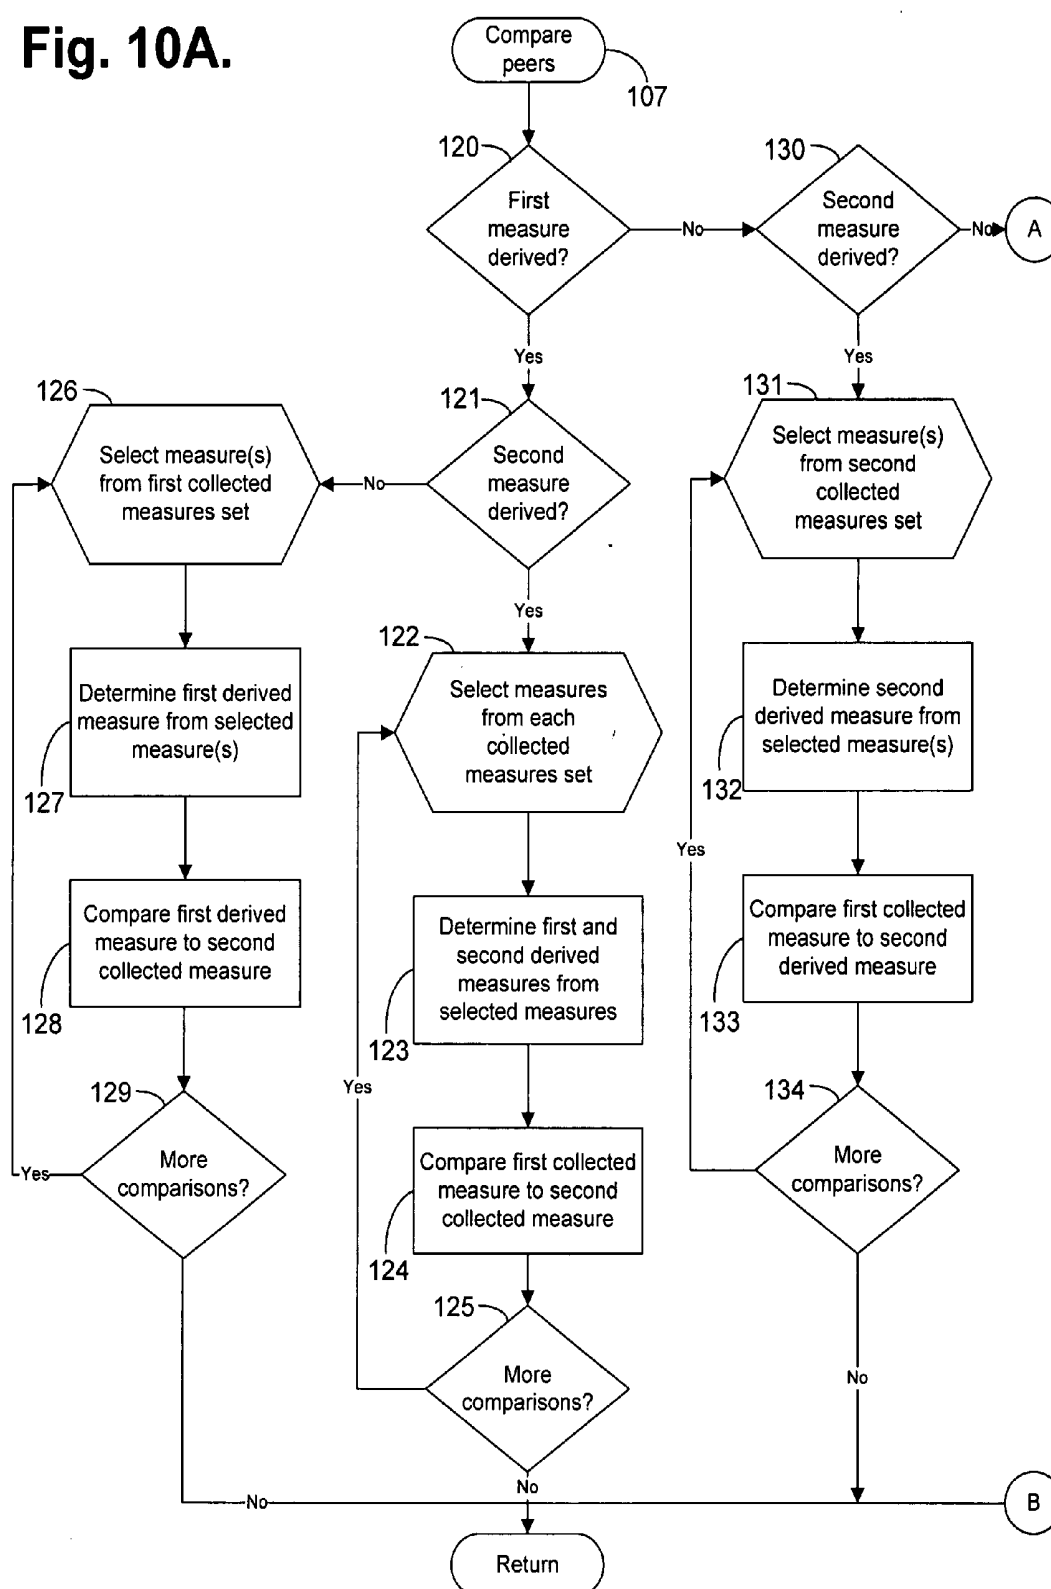 Fig. 10A.
Compare
peers
107
120
First
measure
derived?
No
130
Second
measure
derived?
No
A
Yes
Yes
126
Select measure(s)
from first collected
measures set
No
121
Second
measure
derived?
131
Select measure(s)
from second
collected
measures set
Yes
122
Select measures
from each
collected
measures set
Determine first derived
measure from selected
measure(s)
127
Determine second
derived measure from
selected measure(s)
132
Yes
Compare first derived
measure to second
collected measure
128
Determine first and
second derived
measures from
selected measures
123
Compare first collected
measure to second
derived measure
133
Yes
129
More
comparisons?
Yes
Compare first collected
measure to second
collected measure
124
134
More
comparisons?
125
More
comparisons?
No
No
No
B
Return